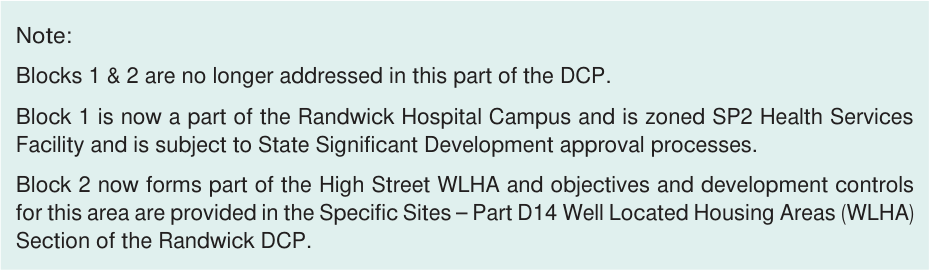 Note:
Blocks 1 & 2 are no longer addressed in this part of the DCP.
Block 1 is now a part of the Randwick Hospital Campus and is zoned SP2 Health Services
Facility and is subject to State Significant Development approval processes.
Block 2 now forms part of the High Street WLHA and objectives and development controls
for this area are provided in the Specific Sites – Part D14 Well Located Housing Areas (WLHA)
Section of the Randwick DCP.